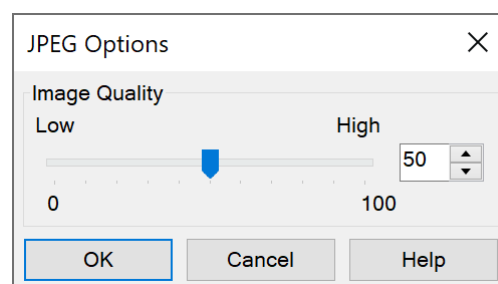 JPEG Options
Image Quality
Low High
50
0 100
OK Cancel Help